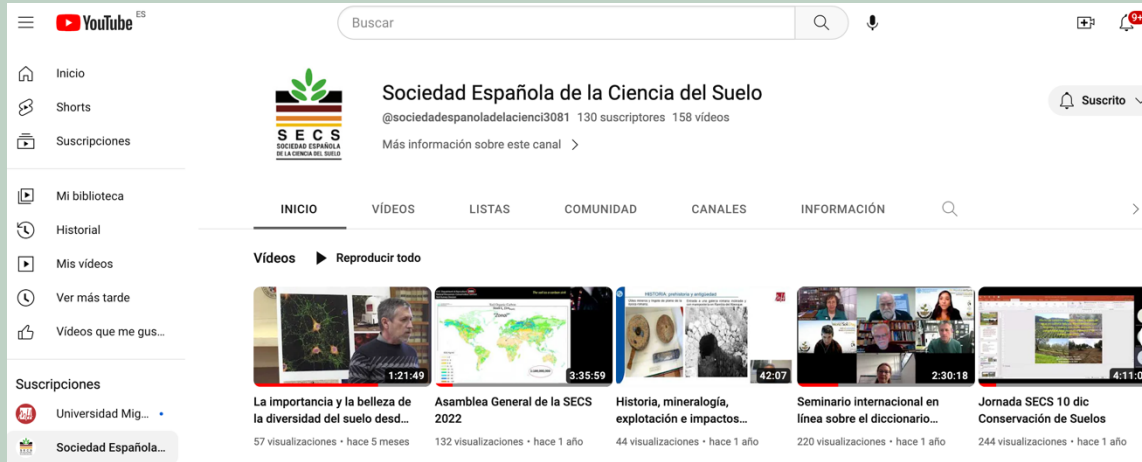 YouTube ES
Buscar
9+
Inicio
Shorts
Suscripciones
Mi biblioteca
Historial
Mis vídeos
Ver más tarde
Vídeos que me gus...
Suscripciones
Universidad Mig...
Sociedad Española...
SECS
SOCIEDAD ESPAÑOLA
DE LA CIENCIA DEL SUELO
Sociedad Española de la Ciencia del Suelo
@sociedadespanoladelacienci3081 130 suscriptores 158 vídeos
Más información sobre este canal
Suscrito
INICIO VÍDEOS LISTAS COMUNIDAD CANALES INFORMACIÓN
Vídeos Reproducir todo
1:21:49
La importancia y la belleza de
la diversidad del suelo desd...
57 visualizaciones • hace 5 meses
"Zonal"
3:35:59
Asamblea General de la SECS
2022
132 visualizaciones • hace 1 año
HISTORIA: prehistoria y antigüedad
42:07
Historia, mineralogía,
explotación e impactos...
44 visualizaciones • hace 1 año
2:30:18
Seminario internacional en
línea sobre el diccionario...
220 visualizaciones • hace 1 año
4:11:0
Jornada SECS 10 dic
Conservación de Suelos
244 visualizaciones • hace 1 año